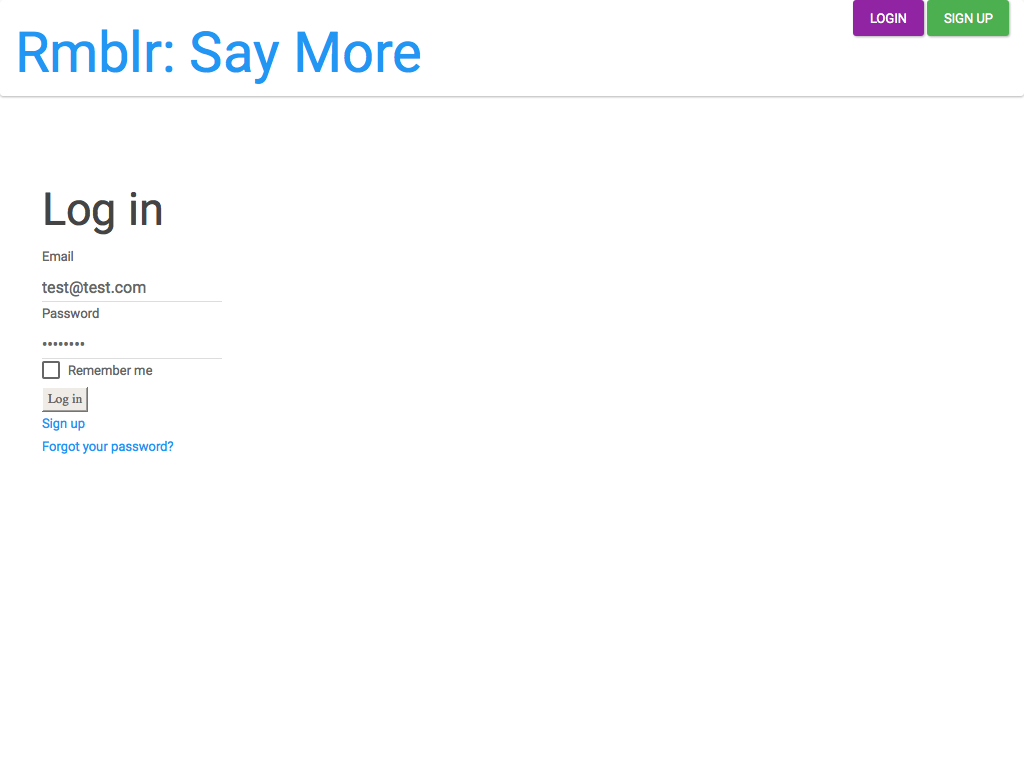 Rmblr: Say More
LOGIN
SIGN UP
Log in
Email
test@test.com
Password
••••••••
Remember me
Log in
Sign up
Forgot your password?